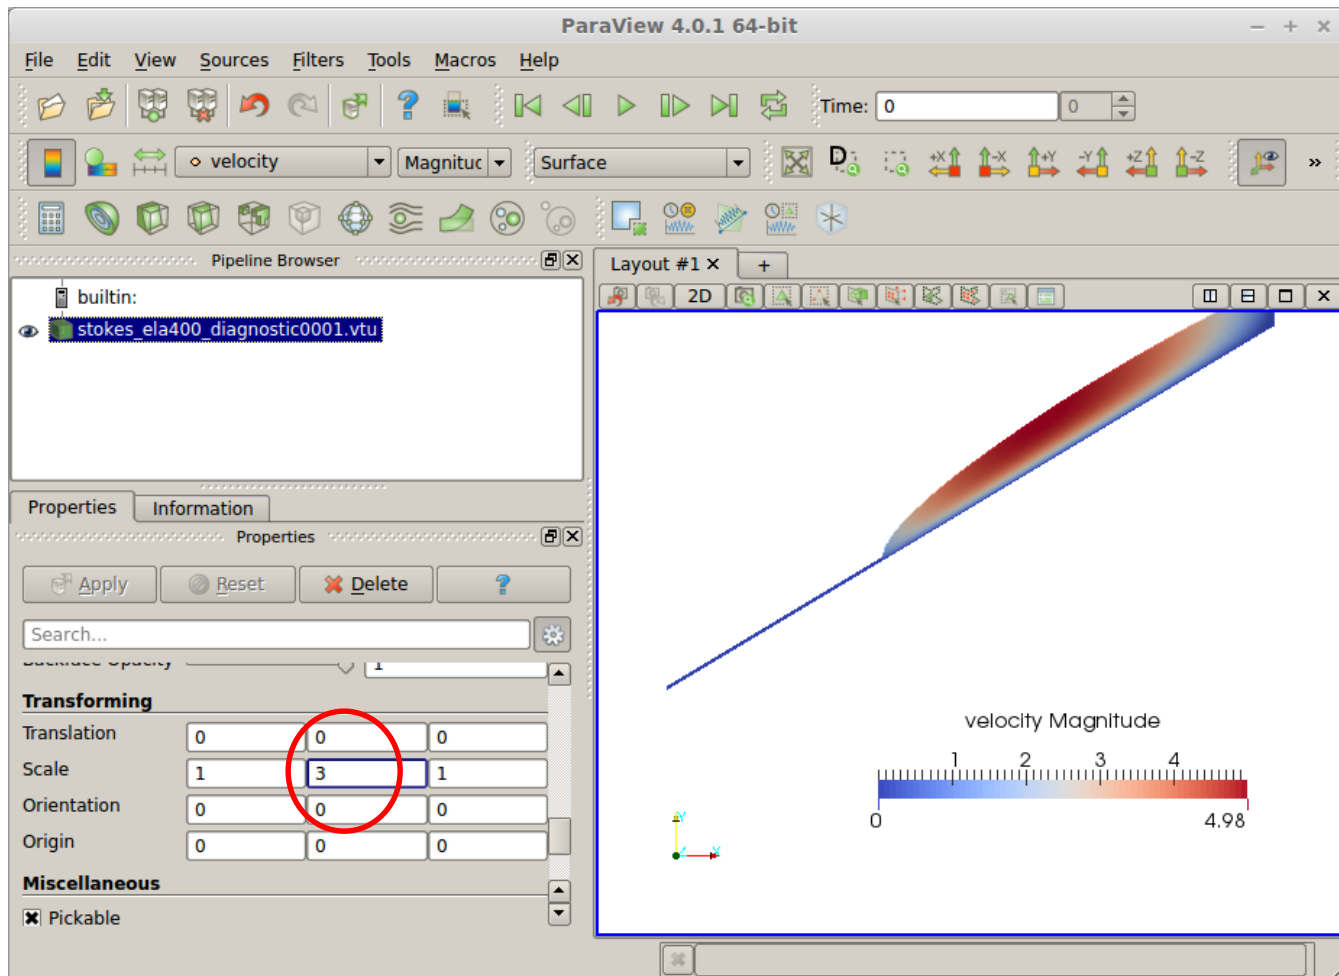 ParaView 4.0.1 64-bit
File Edit View Sources Filters Tools Macros Help
Time: 0 0
velocity Magnituc Surface +X -X +Y -Y +Z -Z »
Pipeline Browser
Layout #1 +
builtin:
2D
stokes_ela400_diagnostic0001.vtu
Properties Information
Properties
Apply Reset Delete ?
Search...
Backface Opacity 1
Transforming
Translation 0 0 0
Scale 1 3 1
Orientation 0 0 0
Origin 0 0 0
Miscellaneous
Pickable
velocity Magnitude
1 2 3 4
0 4.98
Y
X